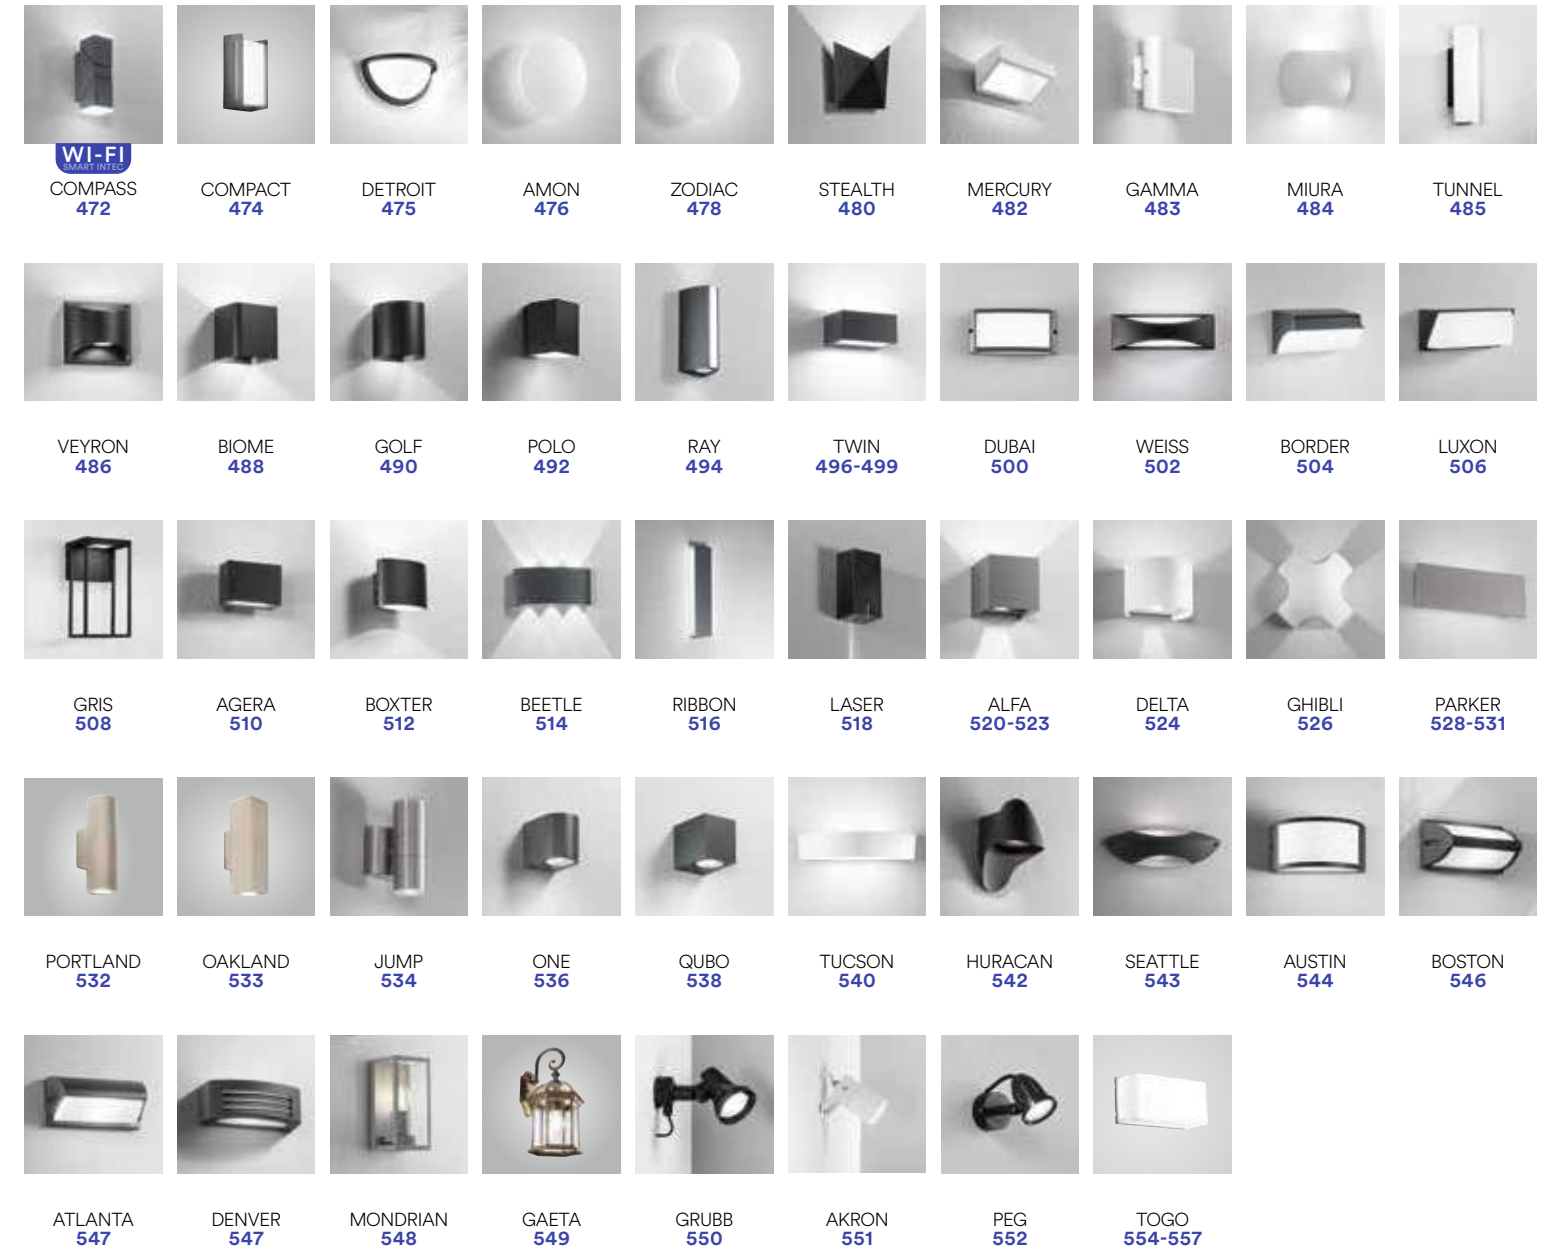 WI-FI
SMART INTEC
COMPASS
472
COMPACT
474
DETROIT
475
AMON
476
ZODIAC
478
STEALTH
480
MERCURY
482
GAMMA
483
MIURA
484
TUNNEL
485
VEYRON
486
BIOME
488
GOLF
490
POLO
492
RAY
494
TWIN
496-499
DUBAI
500
WEISS
502
BORDER
504
LUXON
506
GRIS
508
AGERA
510
BOXTER
512
BEETLE
514
RIBBON
516
LASER
518
ALFA
520-523
DELTA
524
GHIBLI
526
PARKER
528-531
PORTLAND
532
OAKLAND
533
JUMP
534
ONE
536
QUBO
538
TUCSON
540
HURACAN
542
SEATTLE
543
AUSTIN
544
BOSTON
546
ATLANTA
547
DENVER
547
MONDRIAN
548
GAETA
549
GRUBB
550
AKRON
551
PEG
552
TOGO
554-557